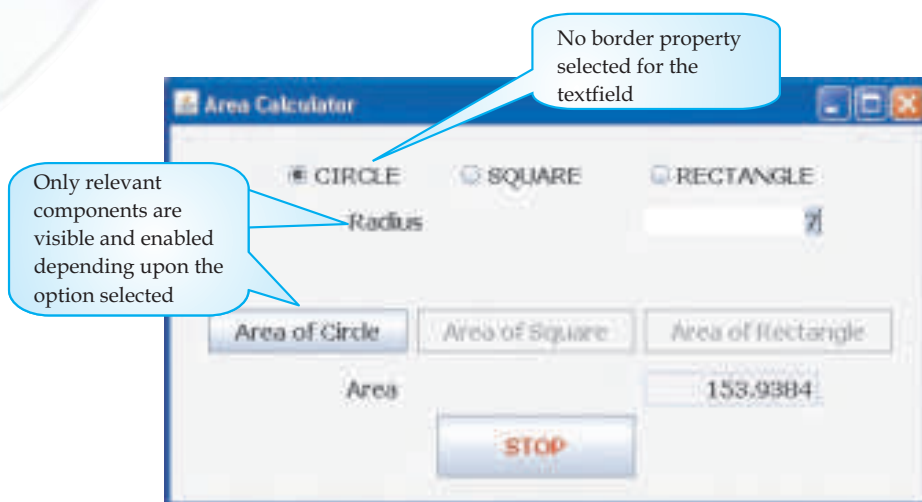 No border property
selected for the
textfield
Area Calculator
Only relevant
components are
visible and enabled
depending upon the
option selected
CIRCLE SQUARE RECTANGLE
Radius 7
Area of Circle Area of Square Area of Rectangle
Area 153.9384
STOP